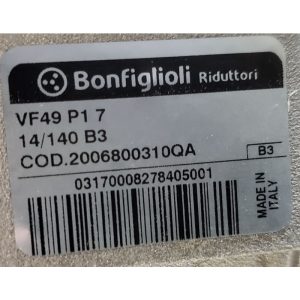 Bonfiglioli Riduttori
VF49 P1 7
14/140 B3
COD.2006800310QA
B3
03170008278405001
MADE IN
ITALY